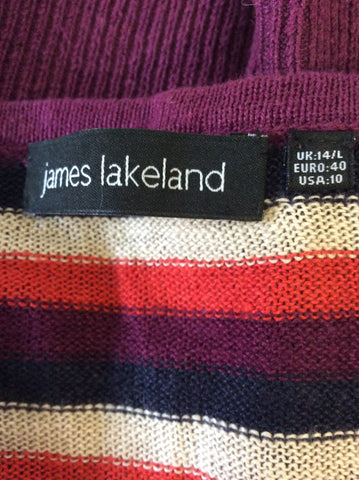 james lakeland
UK:14/L
EURO:40
USA:10